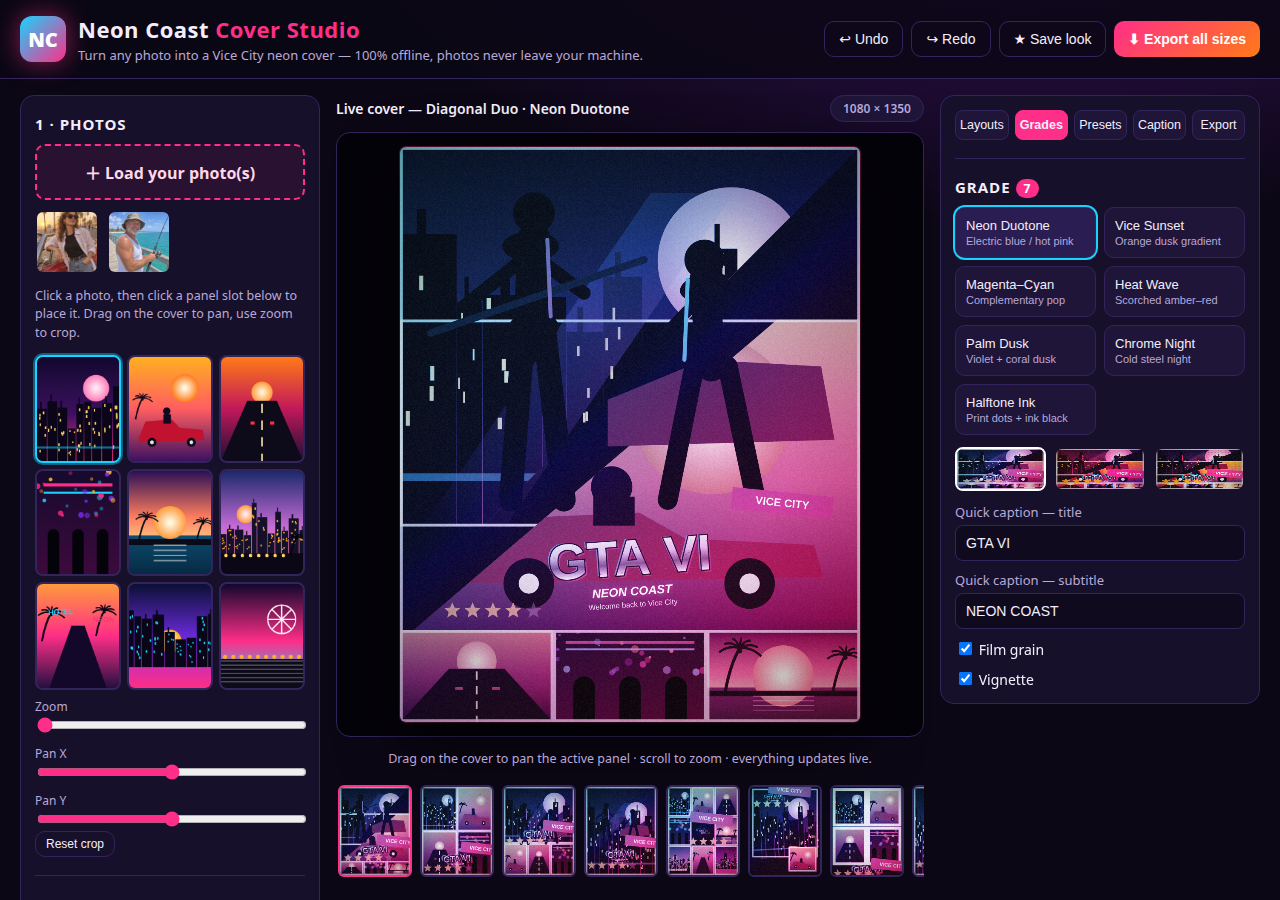 NC
Neon Coast Cover Studio
Turn any photo into a Vice City neon cover — 100% offline, photos never leave your machine.
↩ Undo
↪ Redo
★ Save look
⬇ Export all sizes
1 · PHOTOS
＋ Load your photo(s)
Click a photo, then click a panel slot below to
place it. Drag on the cover to pan, use zoom
to crop.
Zoom
Pan X
Pan Y
Reset crop
Live cover — Diagonal Duo · Neon Duotone
1080 × 1350
VICE CITY
GTA VI
NEON COAST
Welcome back to Vice City
Drag on the cover to pan the active panel · scroll to zoom · everything updates live.
Layouts
Grades
Presets
Caption
Export
GRADE 7
Neon Duotone
Electric blue / hot pink
Vice Sunset
Orange dusk gradient
Magenta–Cyan
Complementary pop
Heat Wave
Scorched amber–red
Palm Dusk
Violet + coral dusk
Chrome Night
Cold steel night
Halftone Ink
Print dots + ink black
Quick caption — title
GTA VI
Quick caption — subtitle
NEON COAST
Film grain
Vignette